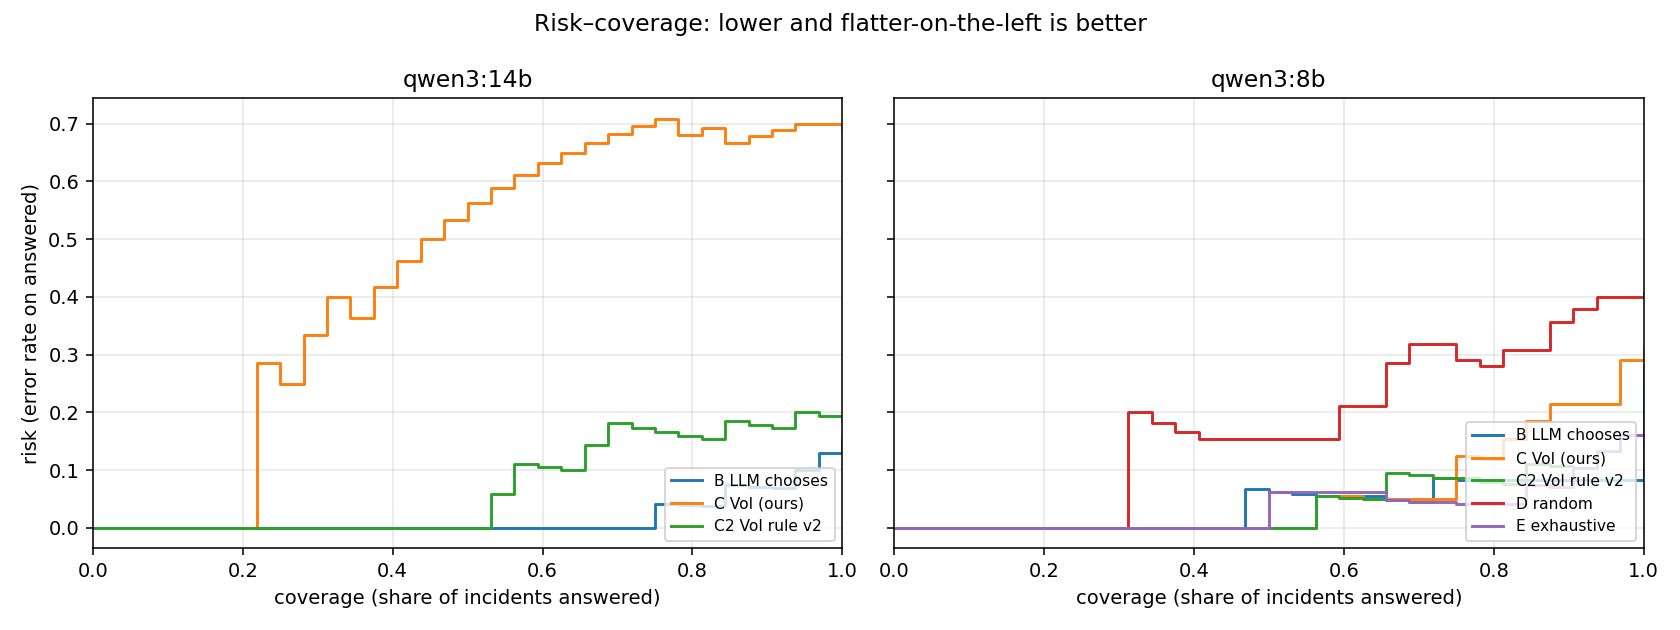 Risk–coverage: lower and flatter-on-the-left is better
qwen3:14b
risk (error rate on answered)
0.7
0.6
0.5
0.4
0.3
0.2
0.1
0.0
B LLM chooses
C VoI (ours)
C2 VoI rule v2
0.0 0.2 0.4 0.6 0.8 1.0
coverage (share of incidents answered)
qwen3:8b
B LLM chooses
C VoI (ours)
C2 VoI rule v2
D random
E exhaustive
0.0 0.2 0.4 0.6 0.8 1.0
coverage (share of incidents answered)